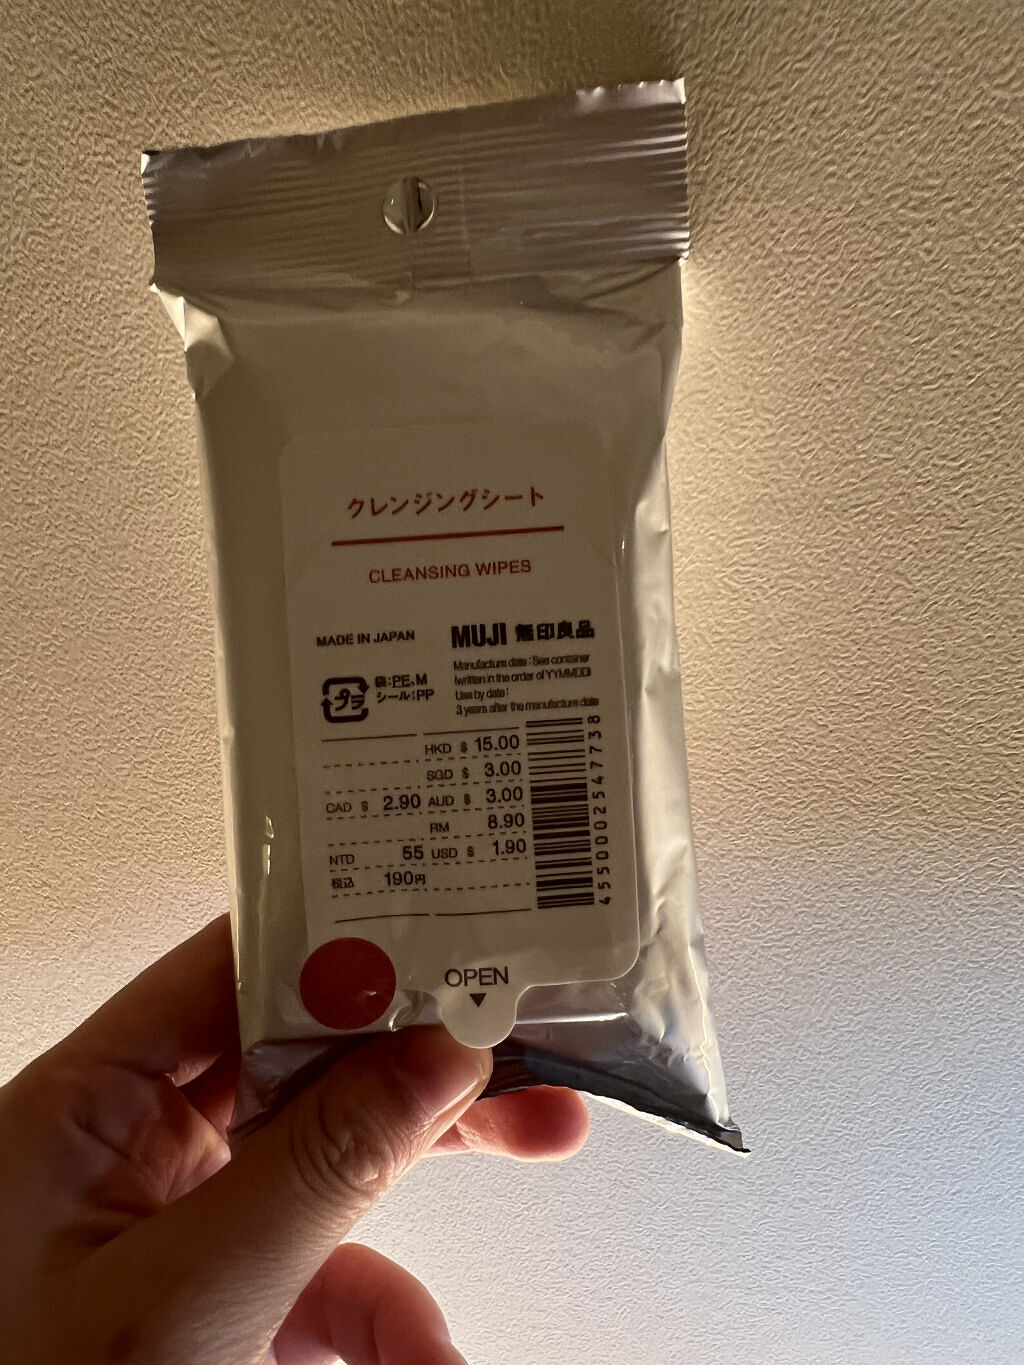 クレンジングシート
CLEANSING WIPES
MADE IN JAPAN
MUJI 無印良品
Manufacture date : See container
(written in the order of YYMMDD)
Use by date :
3 years after the manufacture date
プラ
袋:PE、M
シール:PP
HKD $ 15.00
SGD $ 3.00
CAD $ 2.90 AUD $ 3.00
RM 8.90
NTD 55 USD $ 1.90
税込 190円
4550002547738
OPEN